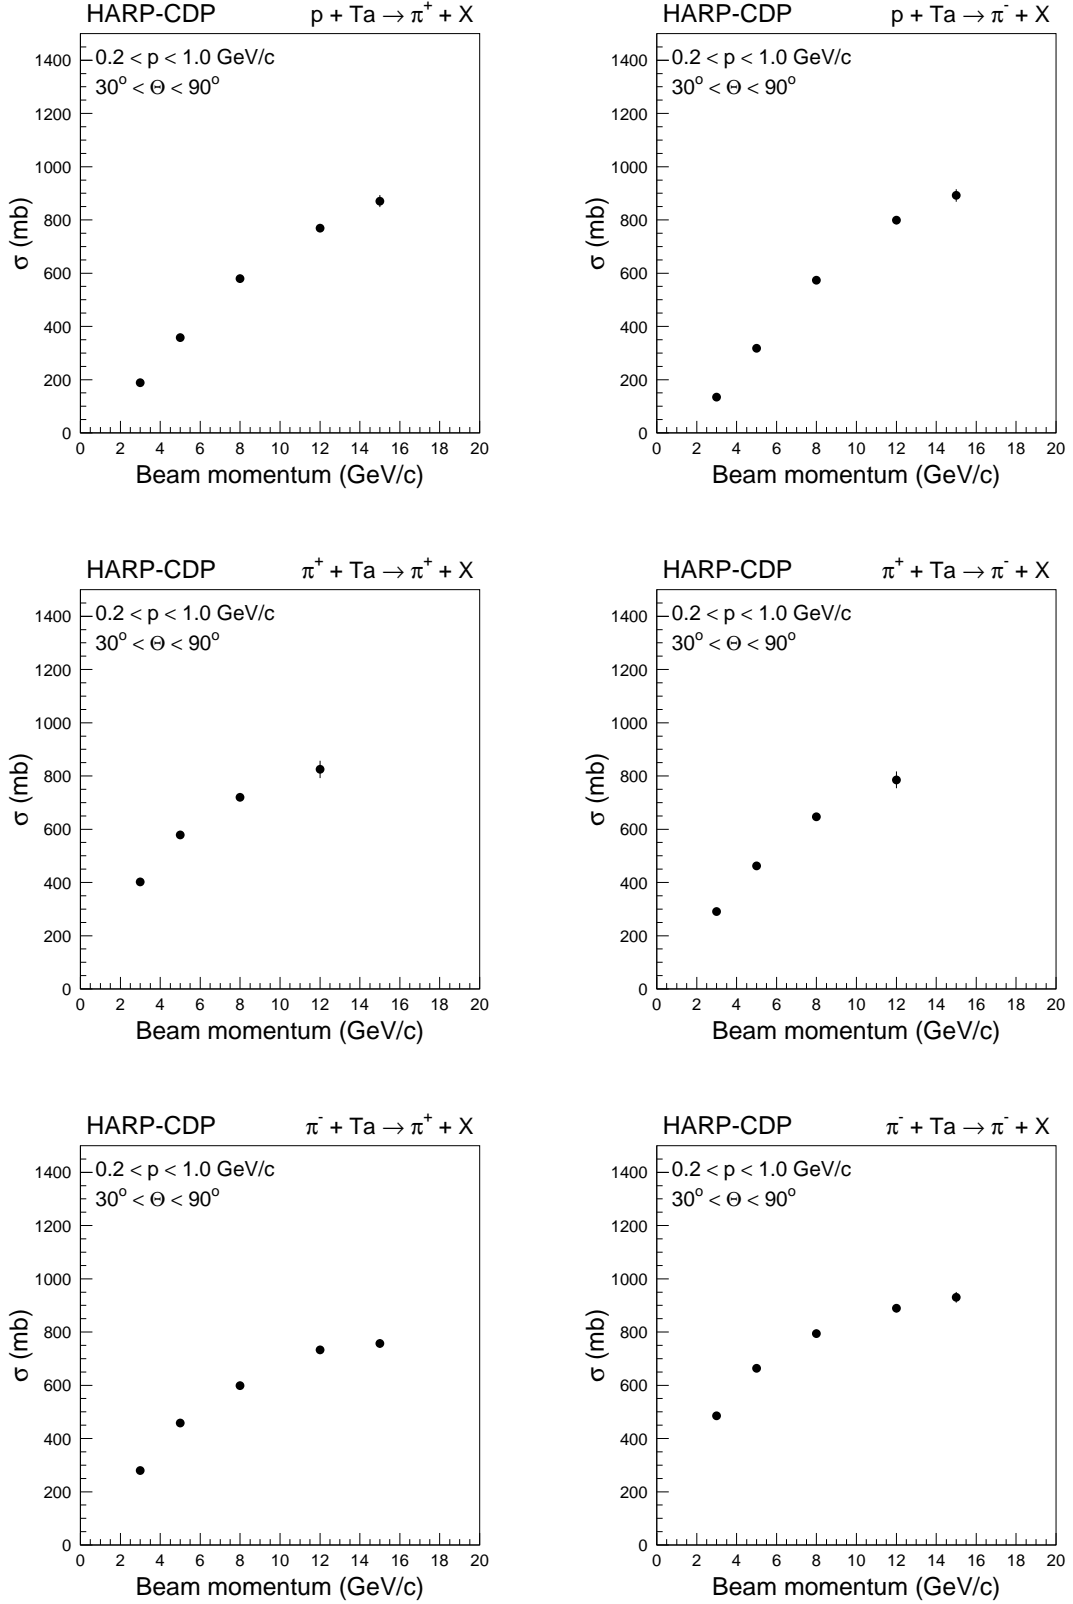 HARP-CDP p + Ta → π⁺ + X
0.2 < p < 1.0 GeV/c
30° < Θ < 90°
1400
1200
1000
800
600
400
200
0
σ (mb)
0 2 4 6 8 10 12 14 16 18 20
Beam momentum (GeV/c)
HARP-CDP p + Ta → π⁻ + X
0.2 < p < 1.0 GeV/c
30° < Θ < 90°
1400
1200
1000
800
600
400
200
0
σ (mb)
0 2 4 6 8 10 12 14 16 18 20
Beam momentum (GeV/c)
HARP-CDP π⁺ + Ta → π⁺ + X
0.2 < p < 1.0 GeV/c
30° < Θ < 90°
1400
1200
1000
800
600
400
200
0
σ (mb)
0 2 4 6 8 10 12 14 16 18 20
Beam momentum (GeV/c)
HARP-CDP π⁺ + Ta → π⁻ + X
0.2 < p < 1.0 GeV/c
30° < Θ < 90°
1400
1200
1000
800
600
400
200
0
σ (mb)
0 2 4 6 8 10 12 14 16 18 20
Beam momentum (GeV/c)
HARP-CDP π⁻ + Ta → π⁺ + X
0.2 < p < 1.0 GeV/c
30° < Θ < 90°
1400
1200
1000
800
600
400
200
0
σ (mb)
0 2 4 6 8 10 12 14 16 18 20
Beam momentum (GeV/c)
HARP-CDP π⁻ + Ta → π⁻ + X
0.2 < p < 1.0 GeV/c
30° < Θ < 90°
1400
1200
1000
800
600
400
200
0
σ (mb)
0 2 4 6 8 10 12 14 16 18 20
Beam momentum (GeV/c)